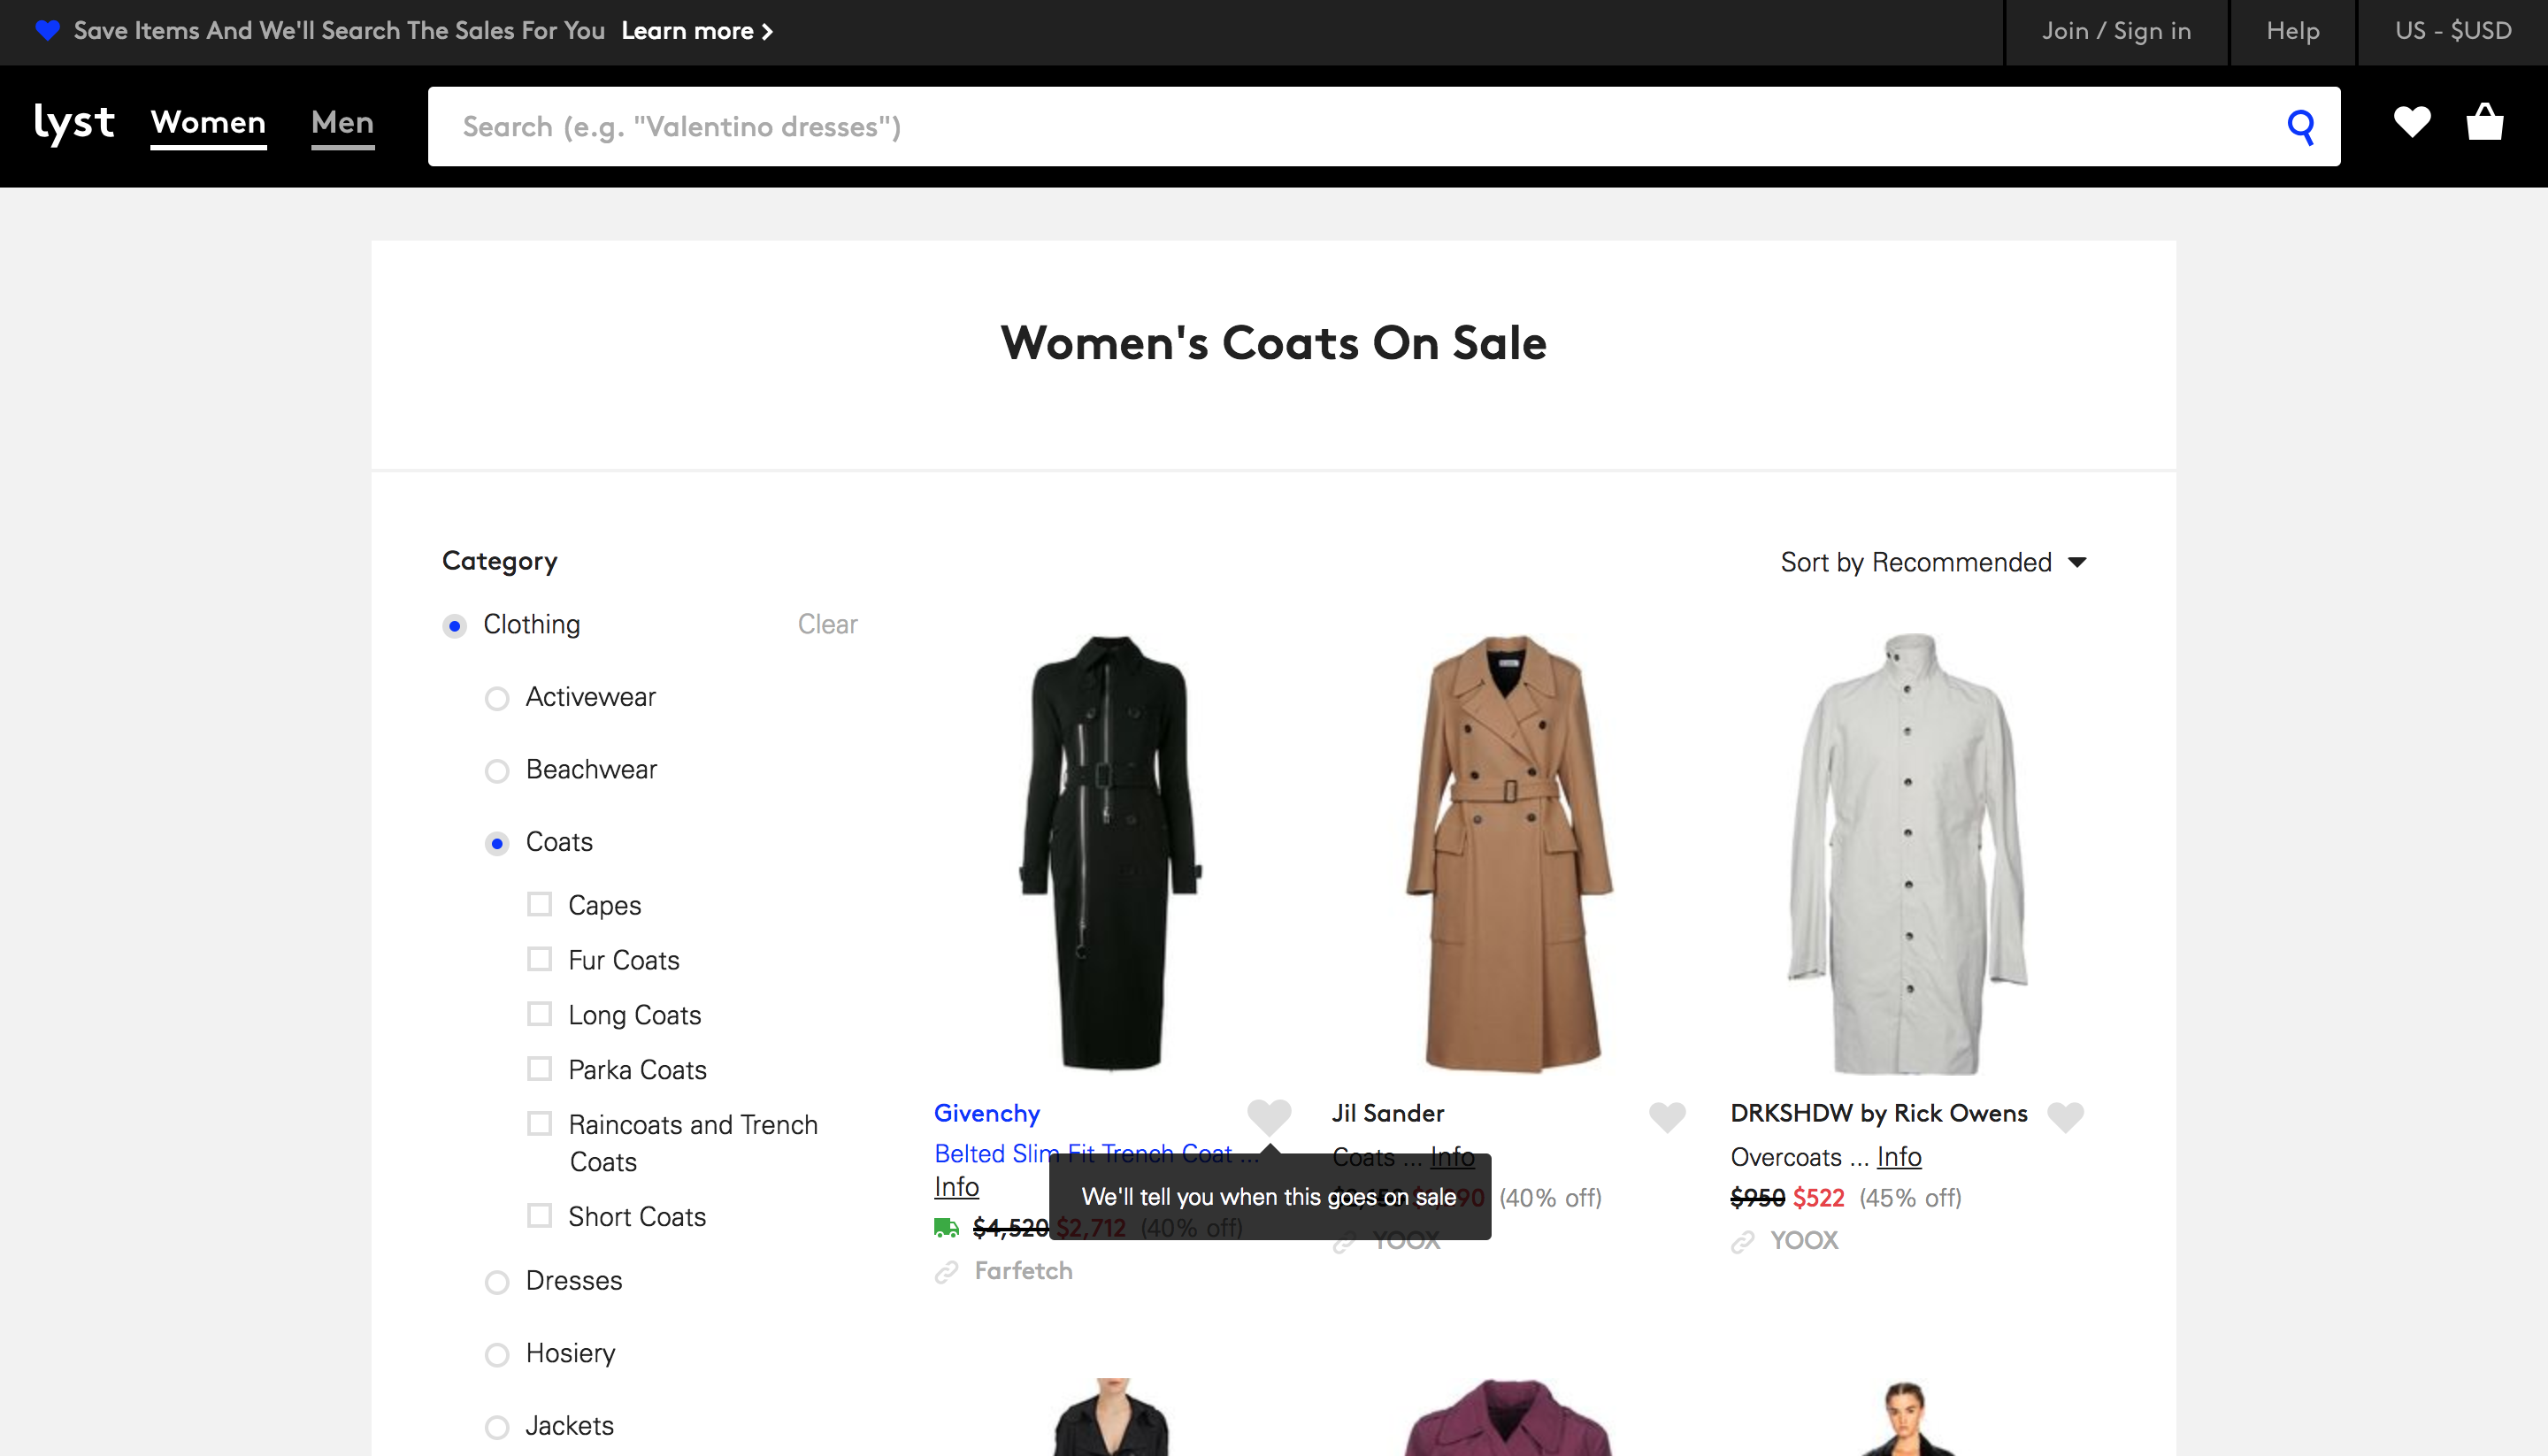 Save Items And We'll Search The Sales For You Learn more
Join / Sign in
Help
US - $USD
lyst
Women
Men
Search (e.g. "Valentino dresses")
Women's Coats On Sale
Category
Sort by Recommended
Clothing
Clear
Activewear
Beachwear
Coats
Capes
Fur Coats
Long Coats
Parka Coats
Raincoats and Trench
Coats
Short Coats
Dresses
Hosiery
Jackets
Givenchy
Belted Slim Fit Trench Coat ...
Info
$4,520 $2,712 (40% off)
Farfetch
We'll tell you when this goes on sale
Jil Sander
Coats ... Info
(40% off)
YOOX
DRKSHDW by Rick Owens
Overcoats ... Info
$950 $522 (45% off)
YOOX